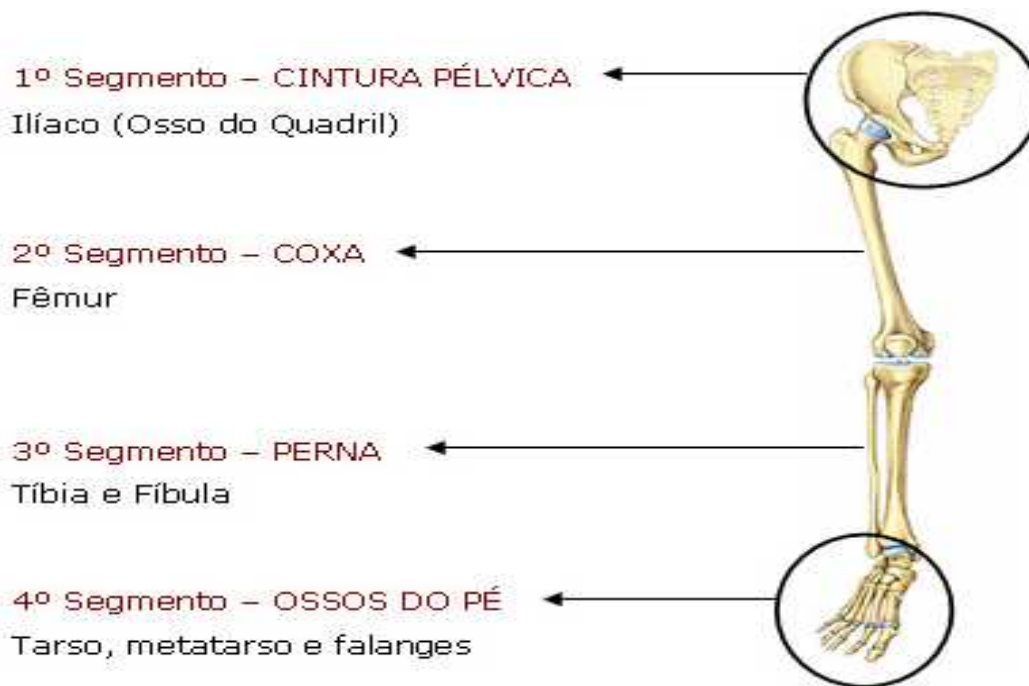 1º Segmento – CINTURA PÉLVICA
Ilíaco (Osso do Quadril)
2º Segmento – COXA
Fêmur
3º Segmento – PERNA
Tíbia e Fíbula
4º Segmento – OSSOS DO PÉ
Tarso, metatarso e falanges